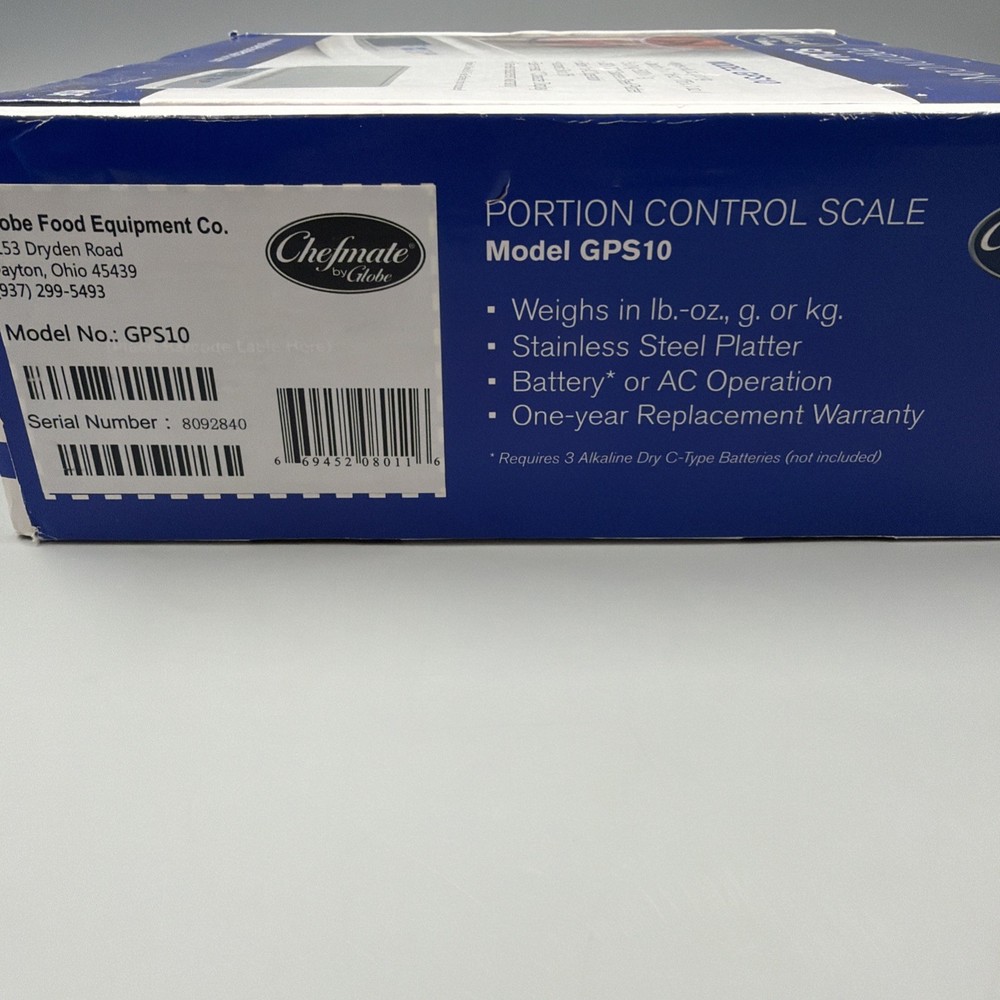 obe Food Equipment Co.
153 Dryden Road
ayton, Ohio 45439
937) 299-5493
Chefmate®
by Globe
Model No.: GPS10
Serial Number : 8092840
6 69452 08011 6
PORTION CONTROL SCALE
Model GPS10
▪ Weighs in lb.-oz., g. or kg.
▪ Stainless Steel Platter
▪ Battery* or AC Operation
▪ One-year Replacement Warranty
* Requires 3 Alkaline Dry C-Type Batteries (not included)